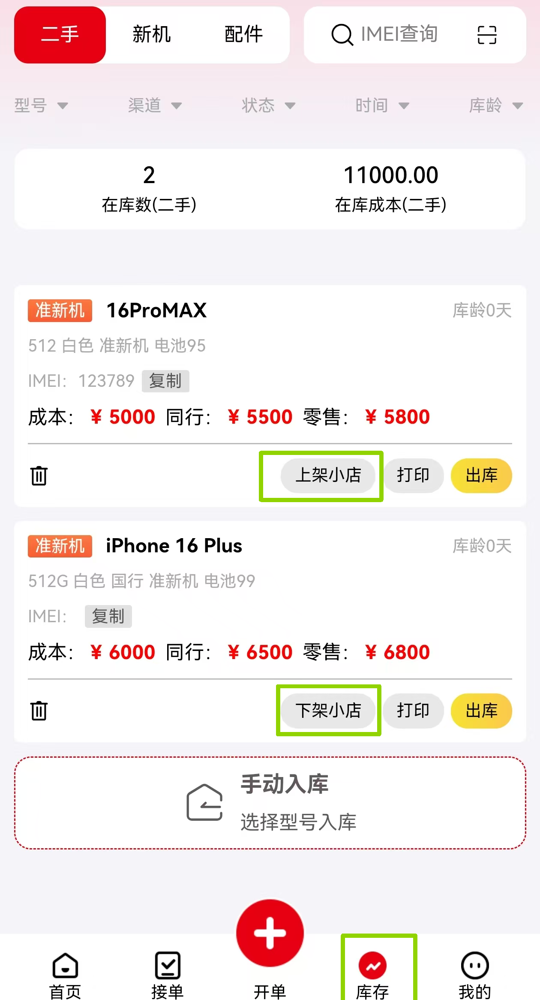 二手 新机 配件 IMEI查询
型号 渠道 状态 时间 库龄
2 11000.00
在库数(二手) 在库成本(二手)
准新机 16ProMAX 库龄0天
512 白色 准新机 电池95
IMEI: 123789 复制
成本: ¥ 5000 同行: ¥ 5500 零售: ¥ 5800
上架小店 打印 出库
准新机 iPhone 16 Plus 库龄0天
512G 白色 国行 准新机 电池99
IMEI: 复制
成本: ¥ 6000 同行: ¥ 6500 零售: ¥ 6800
下架小店 打印 出库
手动入库
选择型号入库
首页 接单 开单 库存 我的